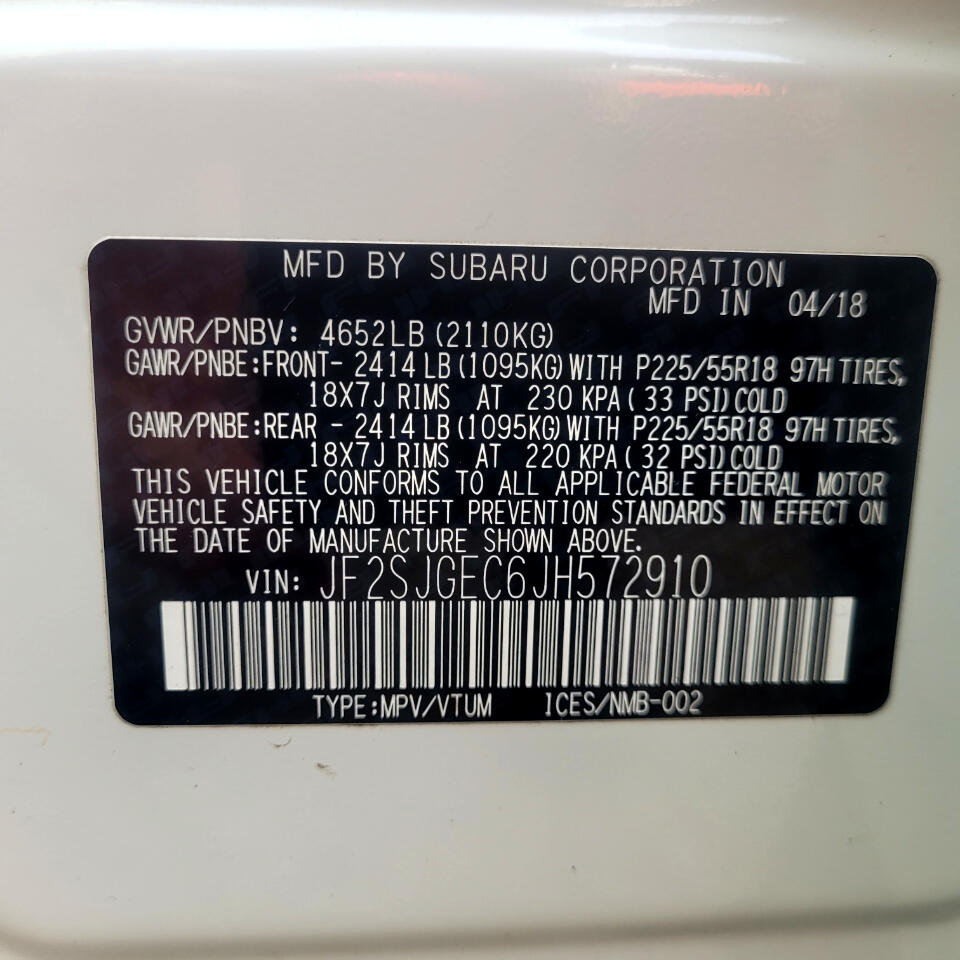 MFD BY SUBARU CORPORATION
MFD IN 04/18
GVWR/PNBV: 4652LB (2110KG)
GAWR/PNBE:FRONT- 2414 LB (1095KG) WITH P225/55R18 97H TIRES,
18X7J RIMS AT 230 KPA ( 33 PSI) COLD
GAWR/PNBE:REAR - 2414 LB (1095KG) WITH P225/55R18 97H TIRES,
18X7J RIMS AT 220 KPA ( 32 PSI) COLD
THIS VEHICLE CONFORMS TO ALL APPLICABLE FEDERAL MOTOR
VEHICLE SAFETY AND THEFT PREVENTION STANDARDS IN EFFECT ON
THE DATE OF MANUFACTURE SHOWN ABOVE.
VIN: JF2SJGEC6JH572910
TYPE:MPV/VTUM ICES/NMB-002